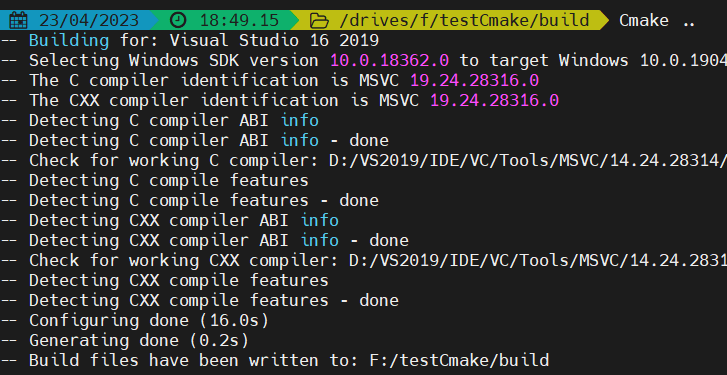 23/04/2023 18:49.15 /drives/f/testCmake/build Cmake ..
-- Building for: Visual Studio 16 2019
-- Selecting Windows SDK version 10.0.18362.0 to target Windows 10.0.1904
-- The C compiler identification is MSVC 19.24.28316.0
-- The CXX compiler identification is MSVC 19.24.28316.0
-- Detecting C compiler ABI info
-- Detecting C compiler ABI info - done
-- Check for working C compiler: D:/VS2019/IDE/VC/Tools/MSVC/14.24.28314/
-- Detecting C compile features
-- Detecting C compile features - done
-- Detecting CXX compiler ABI info
-- Detecting CXX compiler ABI info - done
-- Check for working CXX compiler: D:/VS2019/IDE/VC/Tools/MSVC/14.24.2831
-- Detecting CXX compile features
-- Detecting CXX compile features - done
-- Configuring done (16.0s)
-- Generating done (0.2s)
-- Build files have been written to: F:/testCmake/build